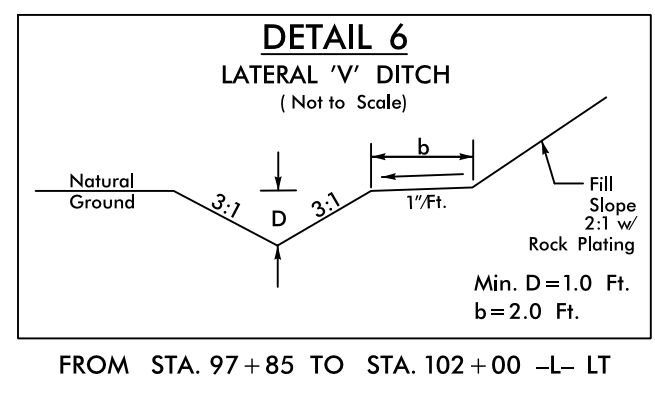 DETAIL 6
LATERAL 'V' DITCH
( Not to Scale)
Natural
Ground
3:1
D
3:1
b
1"/Ft.
Fill
Slope
2:1 w/
Rock Plating
Min. D=1.0 Ft.
b=2.0 Ft.
FROM STA. 97+85 TO STA. 102+00 -L- LT